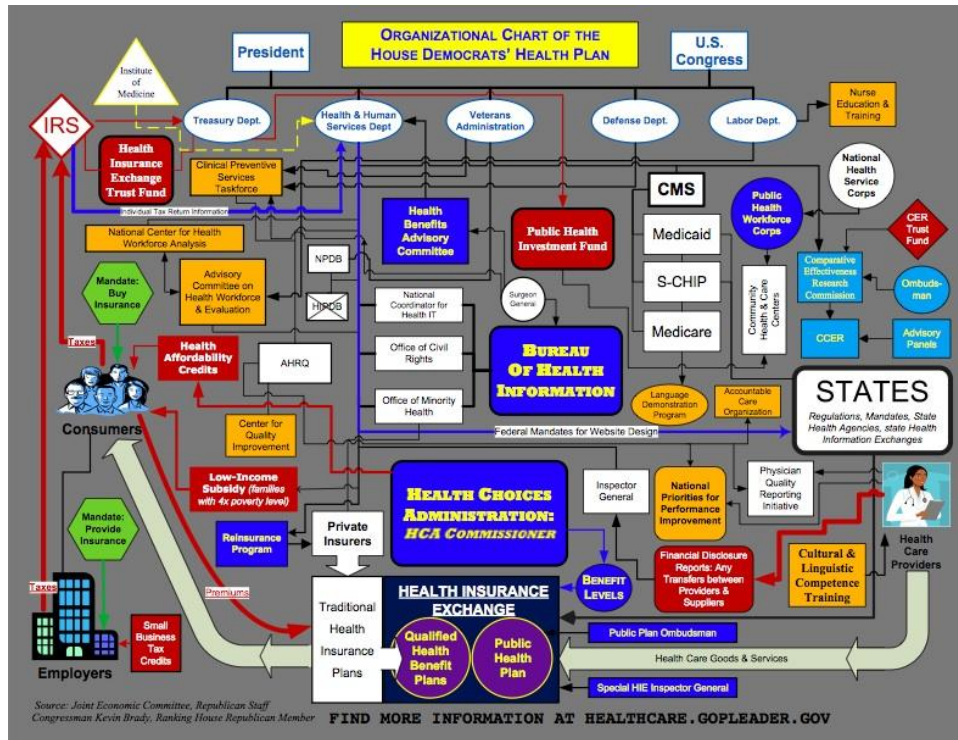 ORGANIZATIONAL CHART OF THE
HOUSE DEMOCRATS' HEALTH PLAN
President
U.S.
Congress
Institute
of
Medicine
IRS
Treasury Dept.
Health & Human
Services Dept
Veterans
Administration
Defense Dept.
Labor Dept.
Nurse
Education &
Training
Health
Insurance
Exchange
Trust Fund
Clinical Preventive
Services
Taskforce
Individual Tax Return Information
National Center for Health
Workforce Analysis
Health
Benefits
Advisory
Committee
Public Health
Investment Fund
CMS
Medicaid
S-CHIP
Medicare
Public
Health
Workforce
Corps
National
Health
Service
Corps
CER
Trust
Fund
Comparative
Effectiveness
Research
Commission
Ombuds-
man
CCER
Advisory
Panels
Community
Health & Care
Centers
Mandate:
Buy
Insurance
Advisory
Committee on
Health Workforce
& Evaluation
NPDB
HIPDB
National
Coordinator for
Health IT
Office of Civil
Rights
Office of Minority
Health
Surgeon
General
BUREAU
OF HEALTH
INFORMATION
Taxes
Health
Affordability
Credits
AHRQ
Consumers
Center for
Quality
Improvement
Language
Demonstration
Program
Accountable
Care
Organization
STATES
Regulations, Mandates, State
Health Agencies, state Health
Information Exchanges
Federal Mandates for Website Design
Low-Income
Subsidy (families
with 4x poverty level)
HEALTH CHOICES
ADMINISTRATION:
HCA COMMISSIONER
Inspector
General
National
Priorities for
Performance
Improvement
Physician
Quality
Reporting
Initiative
Health
Care
Providers
Mandate:
Provide
Insurance
Reinsurance
Program
Private
Insurers
Financial Disclosure
Reports: Any
Transfers between
Providers &
Suppliers
Cultural &
Linguistic
Competence
Training
Taxes
Premiums
BENEFIT
LEVELS
Traditional
Health
Insurance
Plans
HEALTH INSURANCE
EXCHANGE
Qualified
Health
Benefit
Plans
Public
Health
Plan
Small
Business
Tax
Credits
Employers
Public Plan Ombudsman
Health Care Goods & Services
Special HIE Inspector General
Source: Joint Economic Committee, Republican Staff
Congressman Kevin Brady, Ranking House Republican Member
FIND MORE INFORMATION AT HEALTHCARE.GOPLEADER.GOV